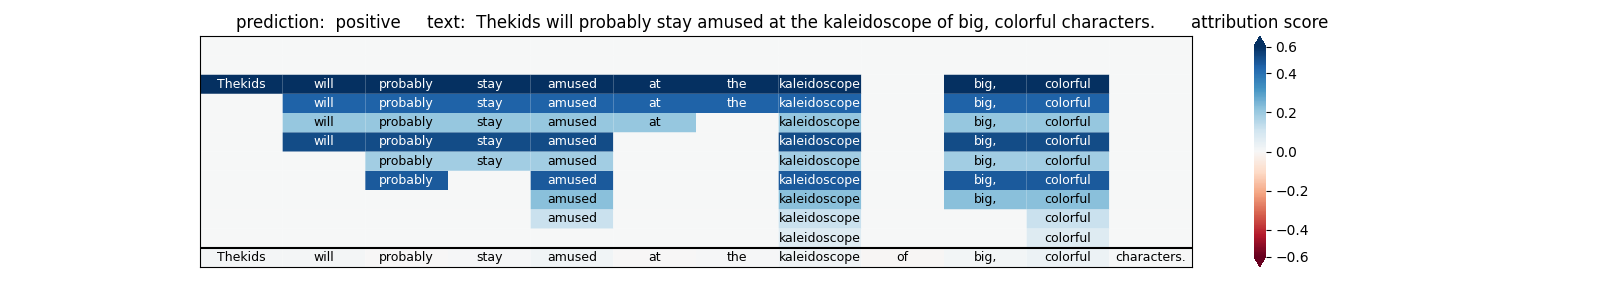 prediction: positive text: Thekids will probably stay amused at the kaleidoscope of big, colorful characters. attribution score
Thekids will probably stay amused at the kaleidoscope big, colorful
will probably stay amused at the kaleidoscope big, colorful
will probably stay amused at kaleidoscope big, colorful
will probably stay amused kaleidoscope big, colorful
probably stay amused kaleidoscope big, colorful
probably amused kaleidoscope big, colorful
amused kaleidoscope big, colorful
amused kaleidoscope colorful
kaleidoscope colorful
Thekids will probably stay amused at the kaleidoscope of big, colorful characters.
0.6
0.4
0.2
0.0
−0.2
−0.4
−0.6